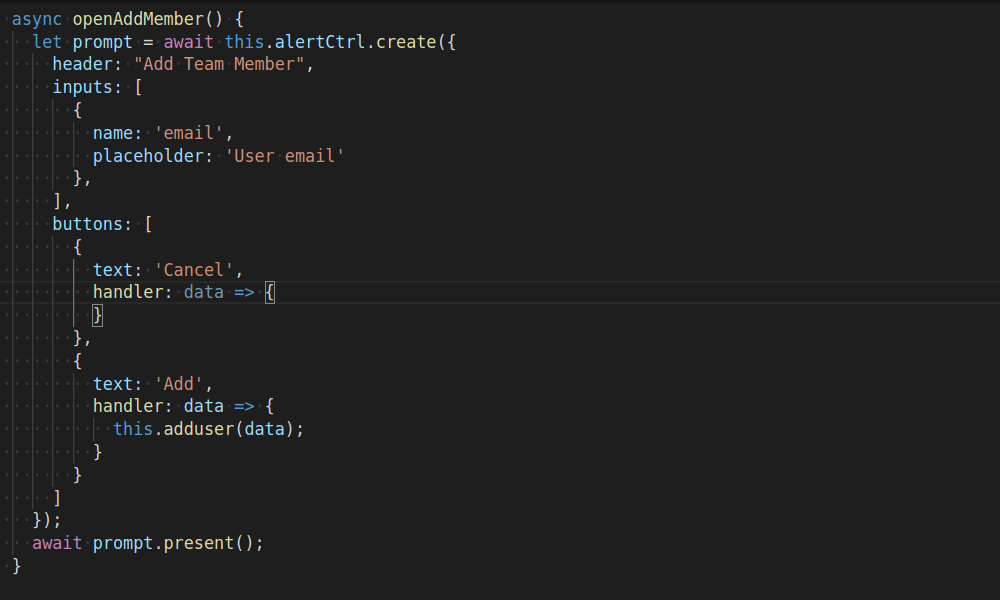 async openAddMember() {
let prompt = await this.alertCtrl.create({
header: "Add Team Member",
inputs: [
{
name: 'email',
placeholder: 'User email'
},
],
buttons: [
{
text: 'Cancel',
handler: data => {
}
},
{
text: 'Add',
handler: data => {
this.adduser(data);
}
}
]
});
await prompt.present();
}